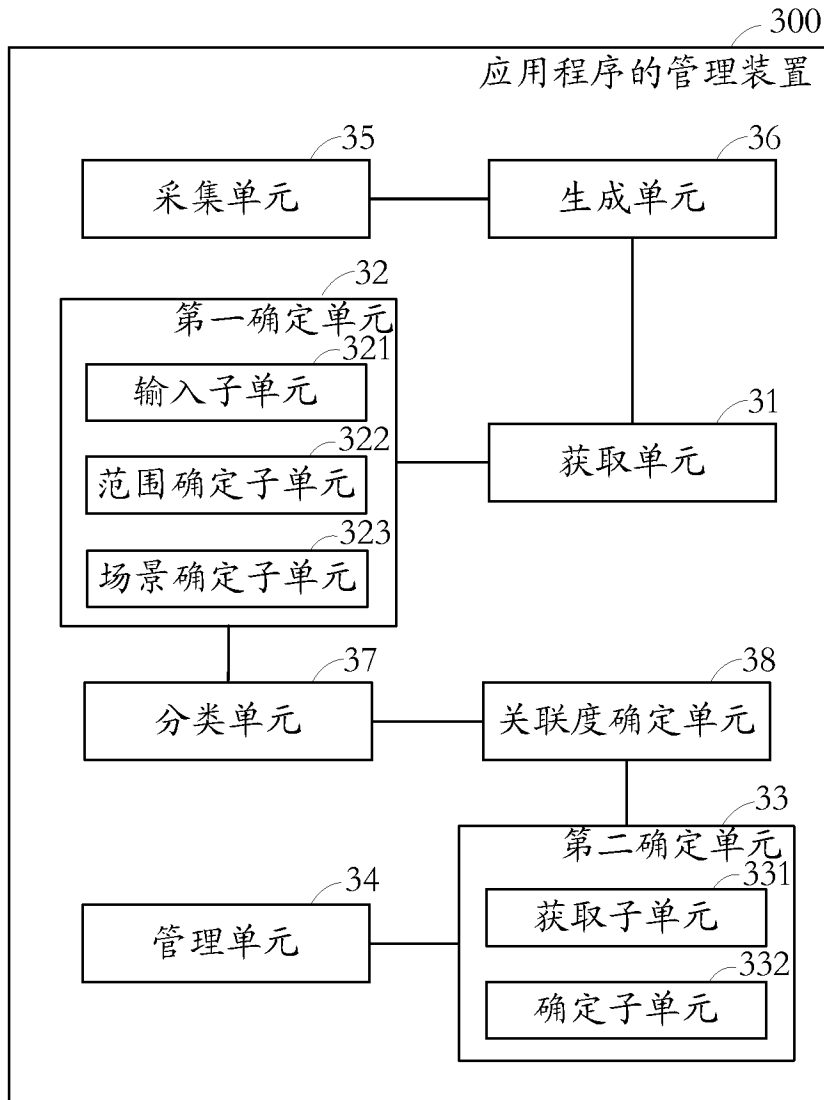 300
应用程序的管理装置
35
采集单元
36
生成单元
32
第一确定单元
321
输入子单元
322
范围确定子单元
323
场景确定子单元
31
获取单元
37
分类单元
38
关联度确定单元
33
第二确定单元
331
获取子单元
332
确定子单元
34
管理单元